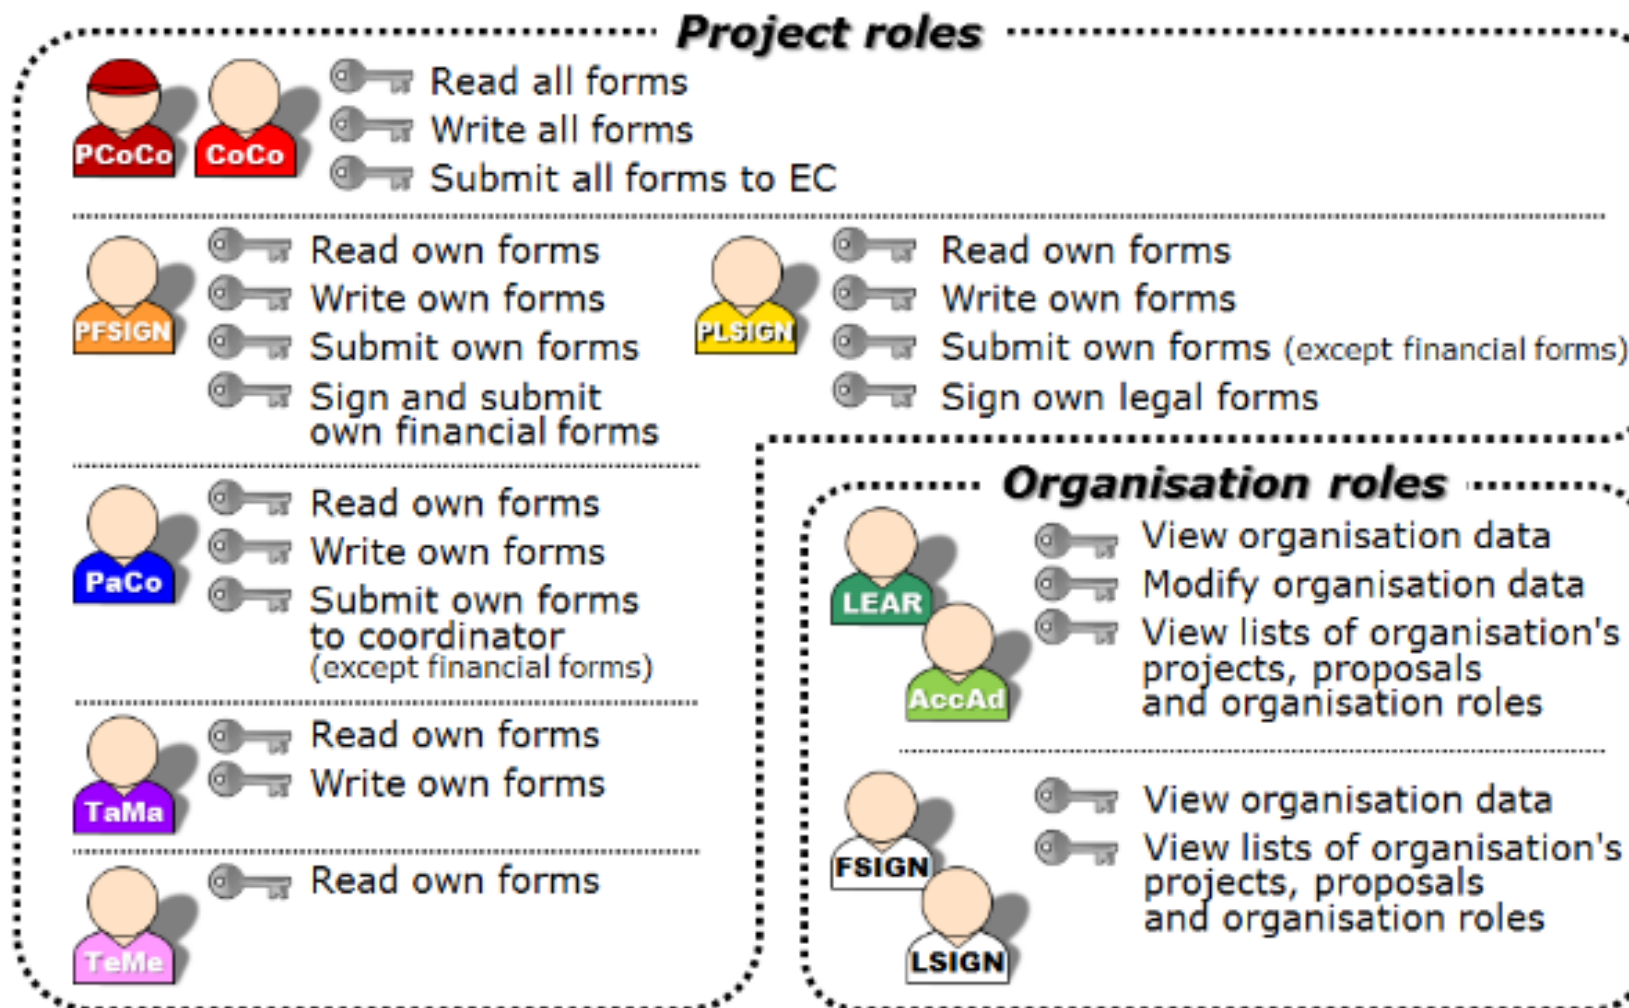 Project roles
PCoCo
CoCo
Read all forms
Write all forms
Submit all forms to EC
PFSIGN
Read own forms
Write own forms
Submit own forms
Sign and submit
own financial forms
PLSIGN
Read own forms
Write own forms
Submit own forms (except financial forms)
Sign own legal forms
PaCo
Read own forms
Write own forms
Submit own forms
to coordinator
(except financial forms)
TaMa
Read own forms
Write own forms
TeMe
Read own forms
Organisation roles
LEAR
AccAd
View organisation data
Modify organisation data
View lists of organisation's
projects, proposals
and organisation roles
FSIGN
LSIGN
View organisation data
View lists of organisation's
projects, proposals
and organisation roles